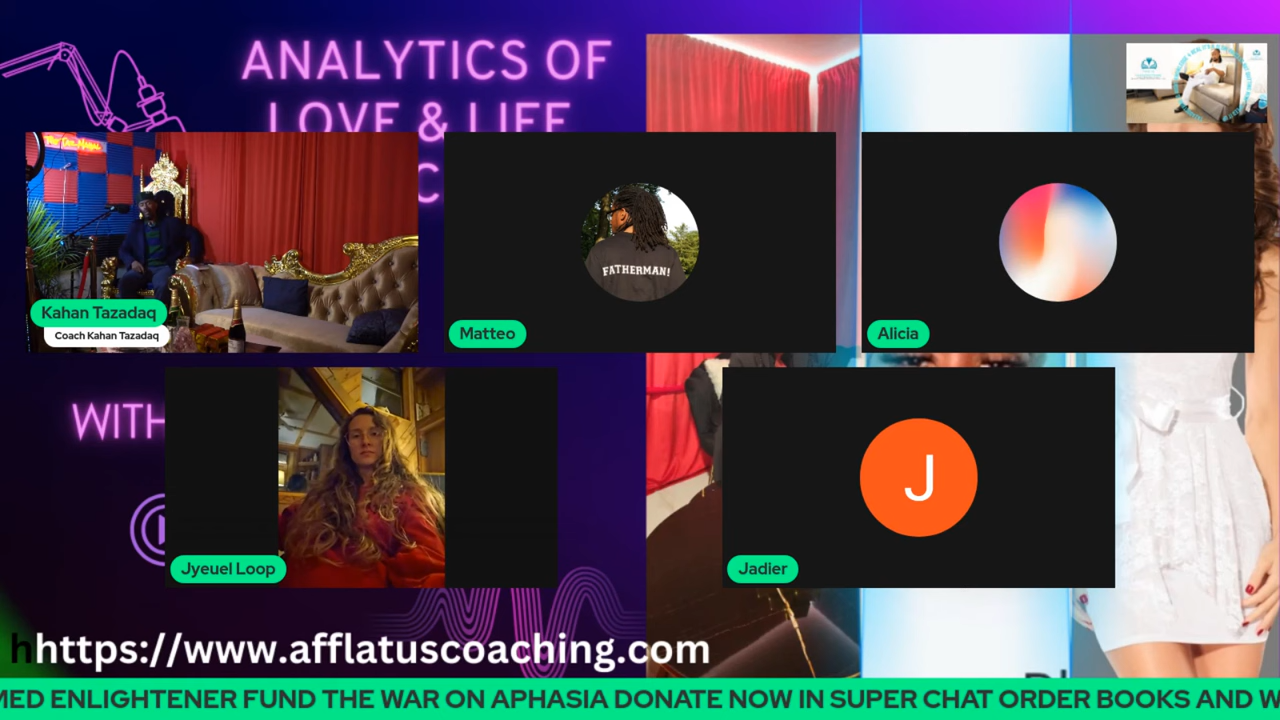 ANALYTICS OF
LOVE & LIFE
C
Kahan Tazadaq
Coach Kahan Tazadaq
FATHERMAN!
Matteo
Alicia
WITH
Jyeuel Loop
J
Jadier
hhttps://www.afflatuscoaching.com
MED ENLIGHTENER FUND THE WAR ON APHASIA DONATE NOW IN SUPER CHAT ORDER BOOKS AND W